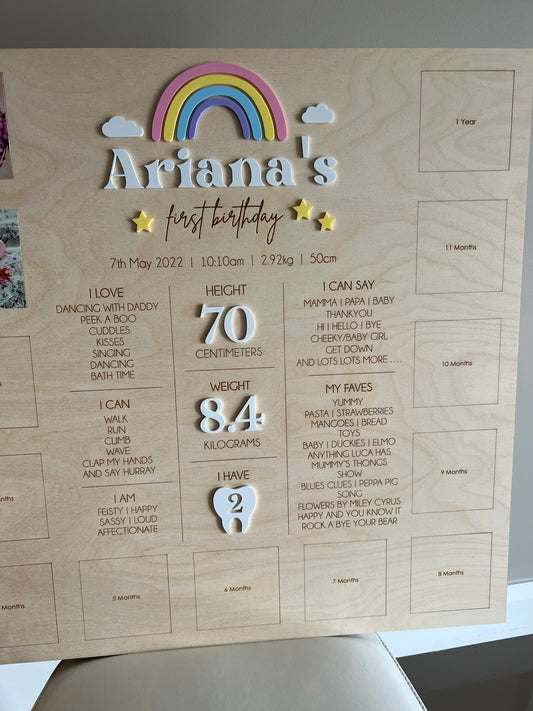 Ariana's
first birthday
7th May 2022 | 10:10am | 2.92kg | 50cm
I LOVE
DANCING WITH DADDY
PEEK A BOO
CUDDLES
KISSES
SINGING
DANCING
BATH TIME
I CAN
WALK
RUN
CLIMB
WAVE
CLAP MY HANDS
AND SAY HURRAY
I AM
FEISTY | HAPPY
SASSY | LOUD
AFFECTIONATE
HEIGHT
70
CENTIMETERS
WEIGHT
8.4
KILOGRAMS
I HAVE
2
I CAN SAY
MAMMA | PAPA | BABY
THANKYOU
HI | HELLO | BYE
CHEEKY/BABY GIRL
GET DOWN
AND LOTS LOTS MORE ....
MY FAVES
YUMMY
PASTA | STRAWBERRIES
MANGOES | BREAD
TOYS
BABY | DUCKIES | ELMO
ANYTHING LUCA HAS
MUMMY'S THONGS
SHOW
BLUES CLUES | PEPPA PIG
SONG
FLOWERS BY MILEY CYRUS
HAPPY AND YOU KNOW IT
ROCK A BYE YOUR BEAR
1 Year
11 Months
10 Months
9 Months
8 Months
7 Months
6 Months
5 Months
Months
onths